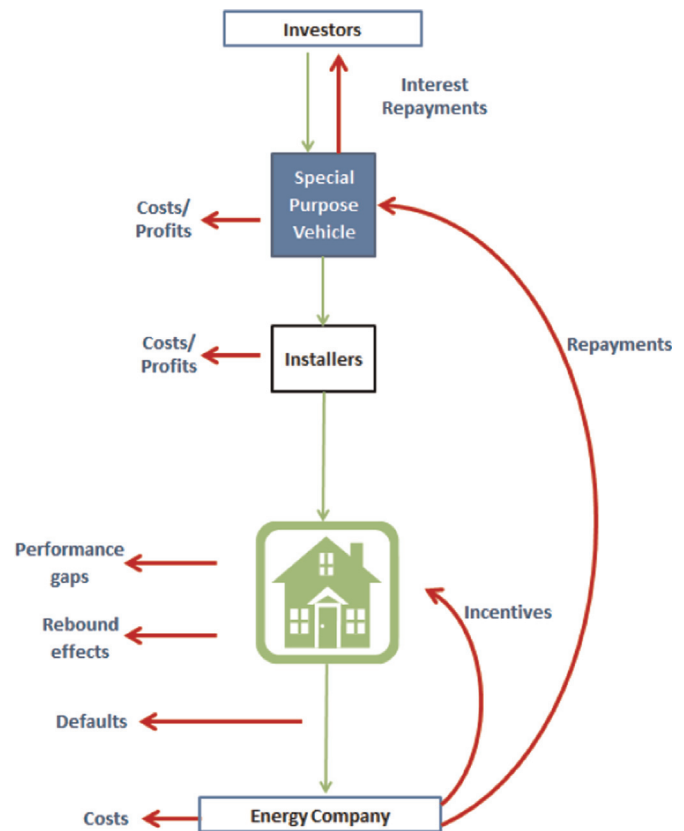 Investors
Interest
Repayments
Special
Purpose
Vehicle
Costs/
Profits
Repayments
Costs/
Profits
Installers
Performance
gaps
Incentives
Rebound
effects
Defaults
Costs
Energy Company